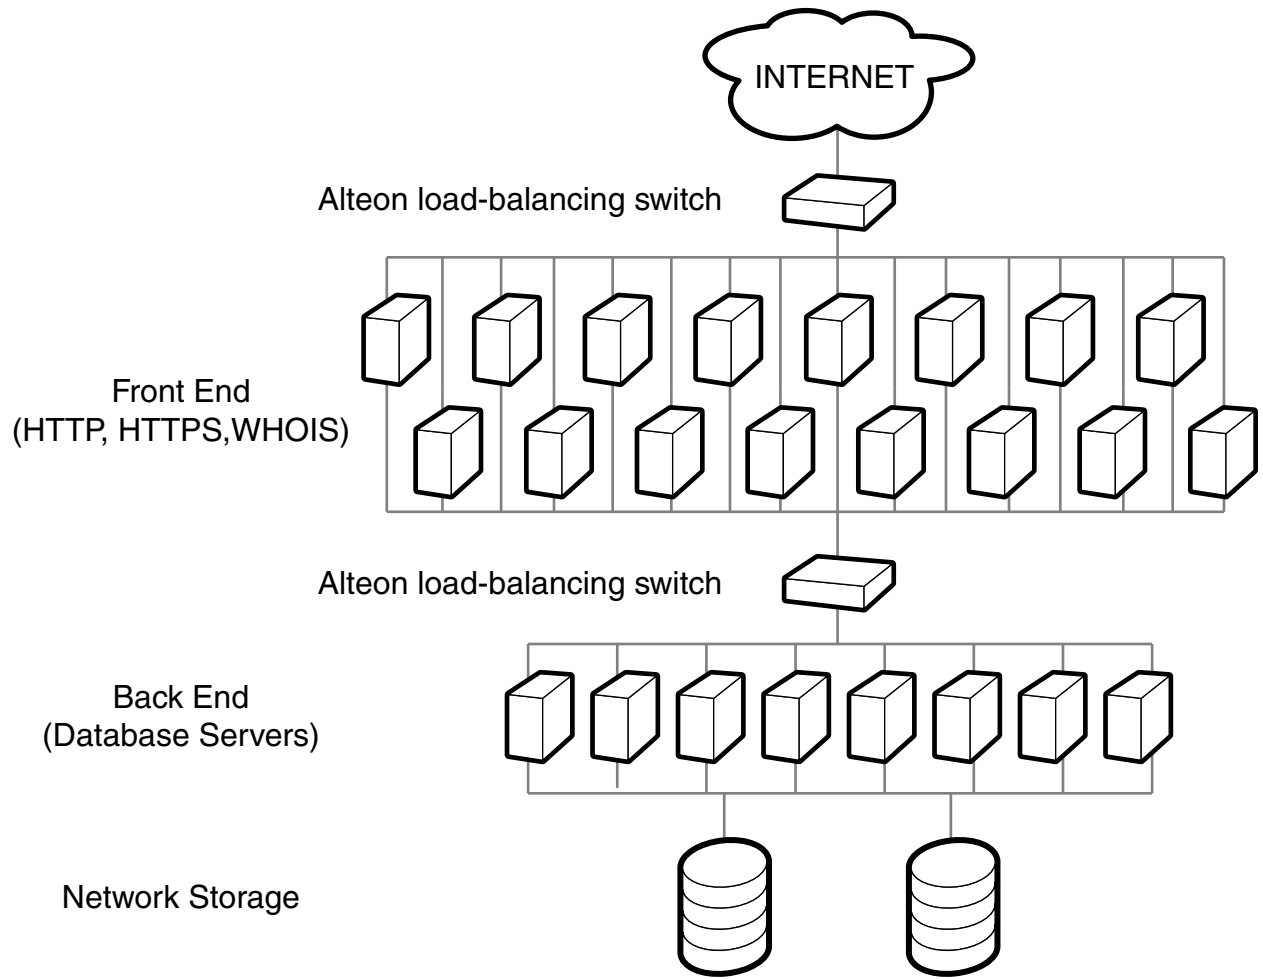 INTERNET
Alteon load-balancing switch
Front End
(HTTP, HTTPS,WHOIS)
Alteon load-balancing switch
Back End
(Database Servers)
Network Storage